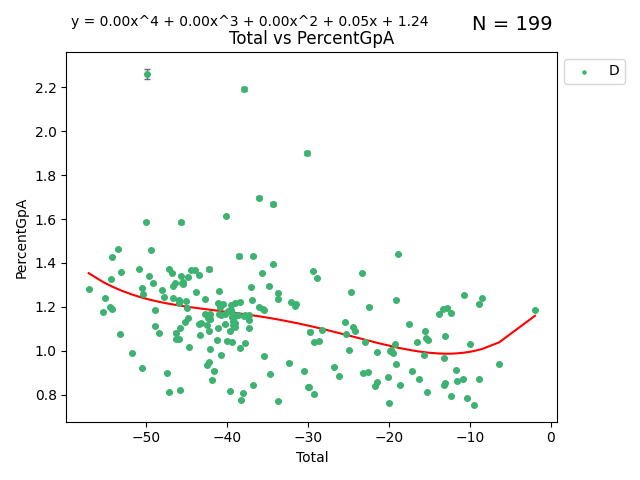 y = 0.00x^4 + 0.00x^3 + 0.00x^2 + 0.05x + 1.24
N = 199
Total vs PercentGpA
D
PercentGpA
2.2
2.0
1.8
1.6
1.4
1.2
1.0
0.8
−50
−40
−30
−20
−10
0
Total